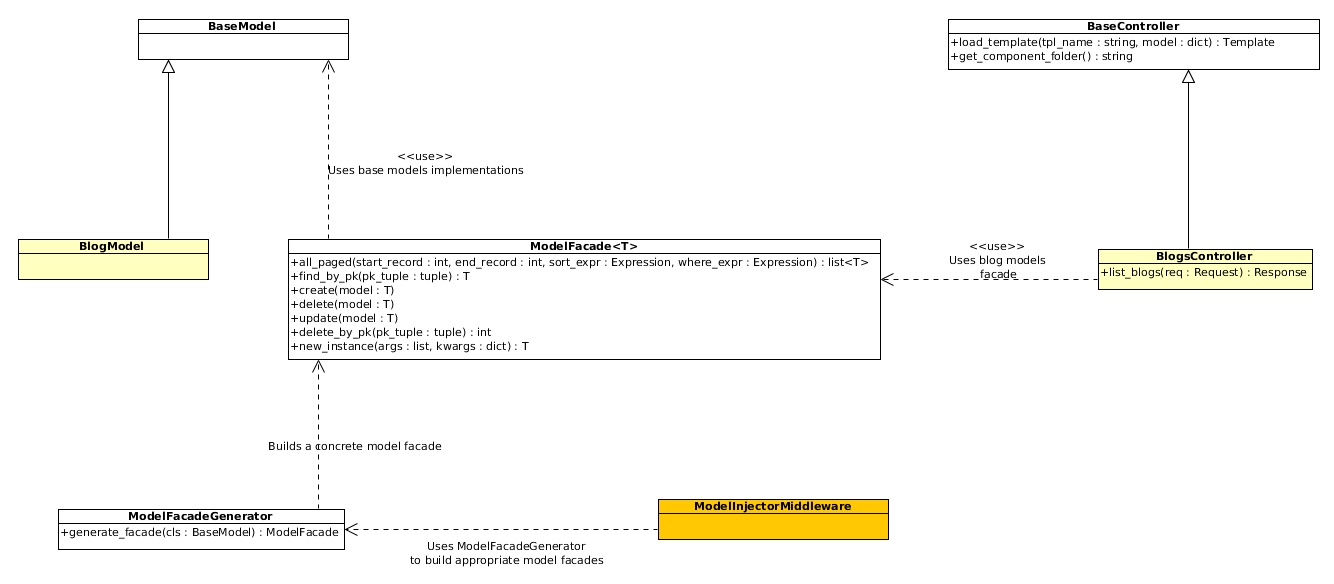 BaseModel
BaseController
+load_template(tpl_name : string, model : dict) : Template
+get_component_folder() : string
<<use>>
Uses base models implementations
BlogModel
ModelFacade<T>
+all_paged(start_record : int, end_record : int, sort_expr : Expression, where_expr : Expression) : list<T>
+find_by_pk(pk_tuple : tuple) : T
+create(model : T)
+delete(model : T)
+update(model : T)
+delete_by_pk(pk_tuple : tuple) : int
+new_instance(args : list, kwargs : dict) : T
<<use>>
Uses blog models
facade
BlogsController
+list_blogs(req : Request) : Response
Builds a concrete model facade
ModelFacadeGenerator
+generate_facade(cls : BaseModel) : ModelFacade
ModelInjectorMiddleware
Uses ModelFacadeGenerator
to build appropriate model facades